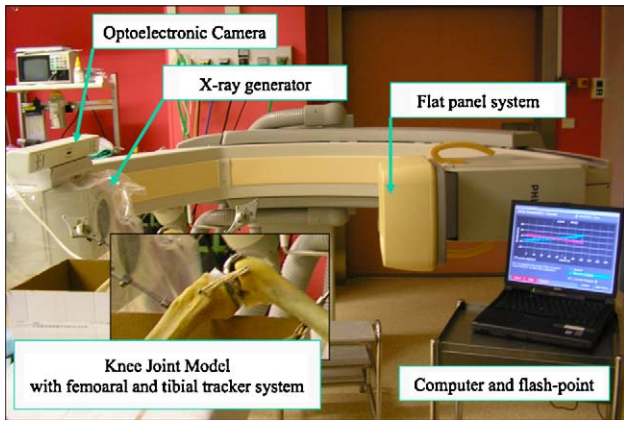 Optoelectronic Camera
X-ray generator
Flat panel system
Knee Joint Model
with femoaral and tibial tracker system
Computer and flash-point